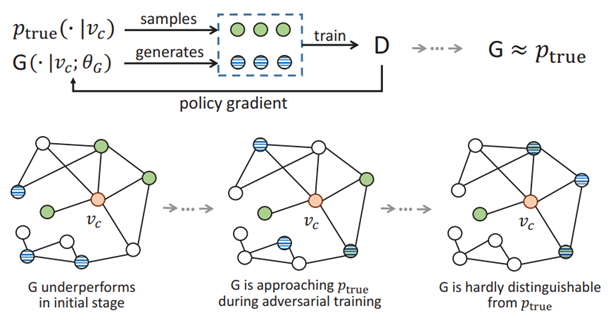 p_true(· |v_c) samples
G(· |v_c; θ_G) generates
train D ⋯ G ≈ p_true
policy gradient
v_c ⋯ v_c ⋯ v_c
G underperforms
in initial stage
G is approaching p_true
during adversarial training
G is hardly distinguishable
from p_true